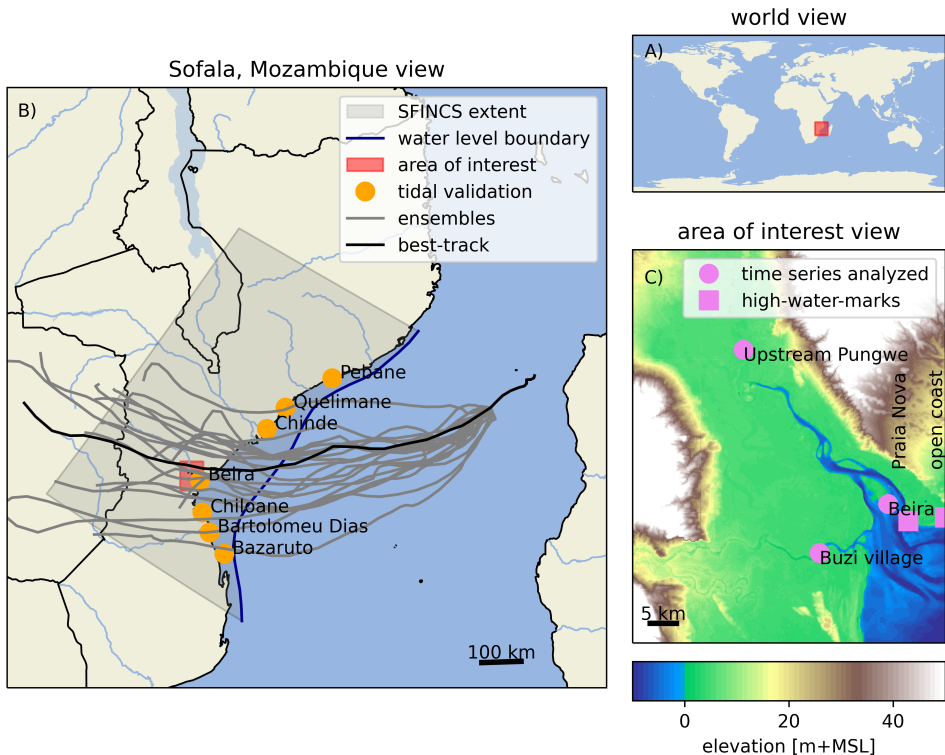 world view
A)
Sofala, Mozambique view
B)
SFINCS extent
water level boundary
area of interest
tidal validation
ensembles
best-track
Pebane
Quelimane
Chinde
Beira
Chiloane
Bartolomeu Dias
Bazaruto
100 km
area of interest view
C)
time series analyzed
high-water-marks
Upstream Pungwe
Praia Nova
open coast
Beira
Buzi village
5 km
0 20 40
elevation [m+MSL]